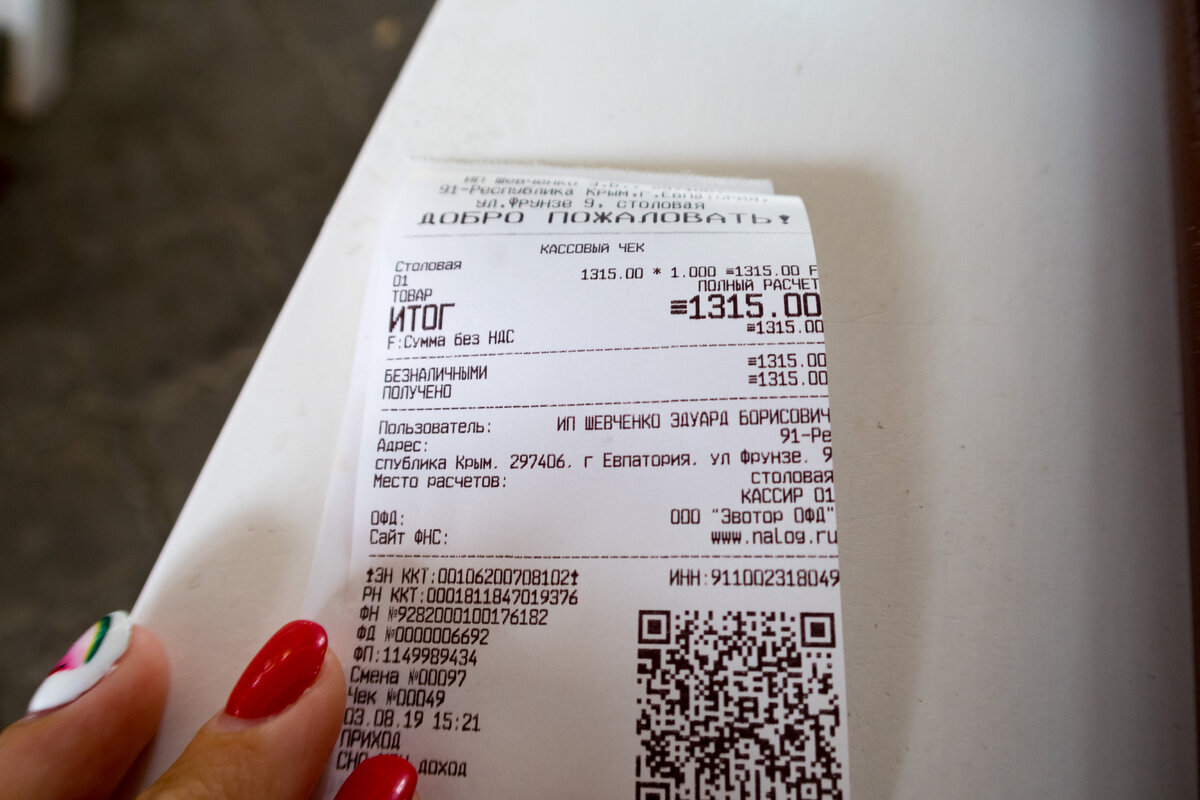 ИП Шевченко
91-Республика Крым,г.Евпатория,
ул.Фрунзе 9, столовая
ДОБРО ПОЖАЛОВАТЬ!
КАССОВЫЙ ЧЕК
Столовая
01 1315.00 * 1.000 ≡1315.00 F
ТОВАР ПОЛНЫЙ РАСЧЕТ
ИТОГ ≡1315.00
F:Сумма без НДС ≡1315.00
БЕЗНАЛИЧНЫМИ ≡1315.00
ПОЛУЧЕНО ≡1315.00
Пользователь: ИП ШЕВЧЕНКО ЭДУАРД БОРИСОВИЧ
Адрес: 91-Ре
спублика Крым, 297406, г Евпатория, ул Фрунзе, 9
Место расчетов: столовая
КАССИР 01
ОФД: ООО "Эвотор ОФД"
Сайт ФНС: www.nalog.ru
ЗН ККТ:00106200708102 ИНН:911002318049
РН ККТ:0001811847019376
ФН №9282000100176182
ФД №0000006692
ФП:1149989434
Смена №00097
Чек №00049
03.08.19 15:21
ПРИХОД
СНО: доход